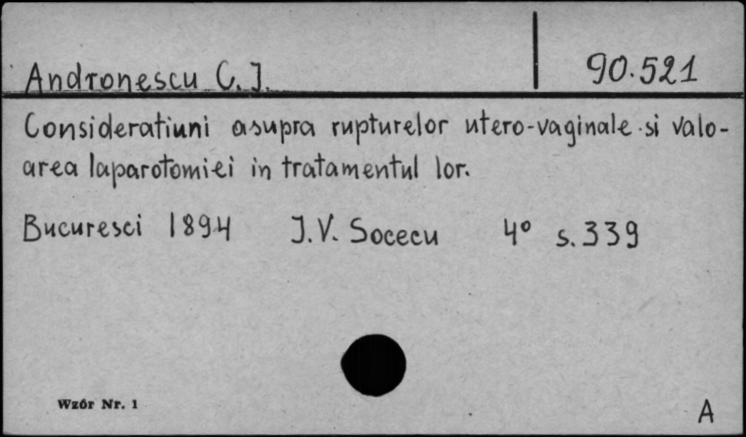 Andronescu C. J.
90.521
Consideratiuni asupra rupturelor utero-vaginale si valo-
area laparotomiei in tratamentul lor.
Bucuresci 1894 J. V. Socecu 4° s. 339
Wzór Nr. 1
A